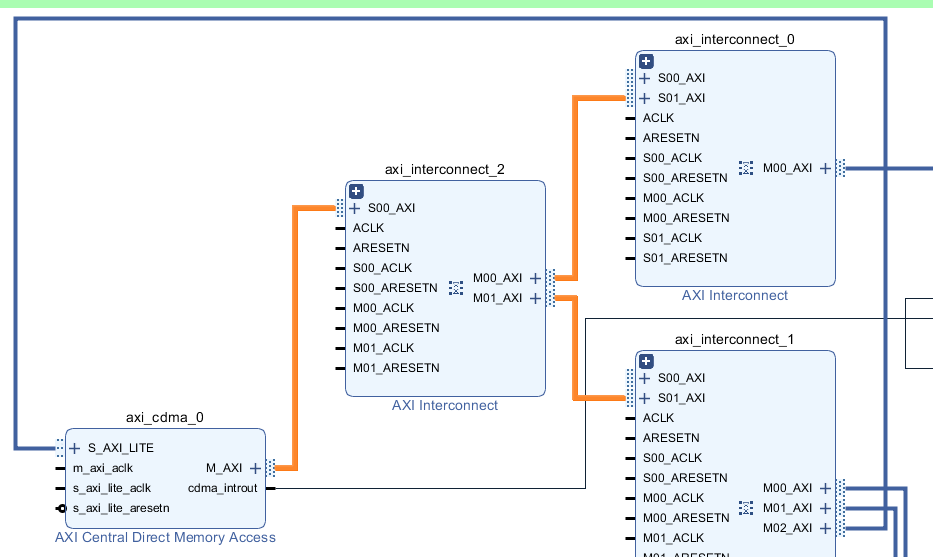 axi_interconnect_0
S00_AXI
S01_AXI
ACLK
ARESETN
S00_ACLK
S00_ARESETN
M00_ACLK
M00_ARESETN
S01_ACLK
S01_ARESETN
M00_AXI
AXI Interconnect
axi_interconnect_2
S00_AXI
ACLK
ARESETN
S00_ACLK
S00_ARESETN
M00_ACLK
M00_ARESETN
M01_ACLK
M01_ARESETN
M00_AXI
M01_AXI
AXI Interconnect
axi_interconnect_1
S00_AXI
S01_AXI
ACLK
ARESETN
S00_ACLK
S00_ARESETN
M00_ACLK
M00_ARESETN
M01_ACLK
M01_ARESETN
M00_AXI
M01_AXI
M02_AXI
axi_cdma_0
S_AXI_LITE
m_axi_aclk
s_axi_lite_aclk
s_axi_lite_aresetn
M_AXI
cdma_introut
AXI Central Direct Memory Access